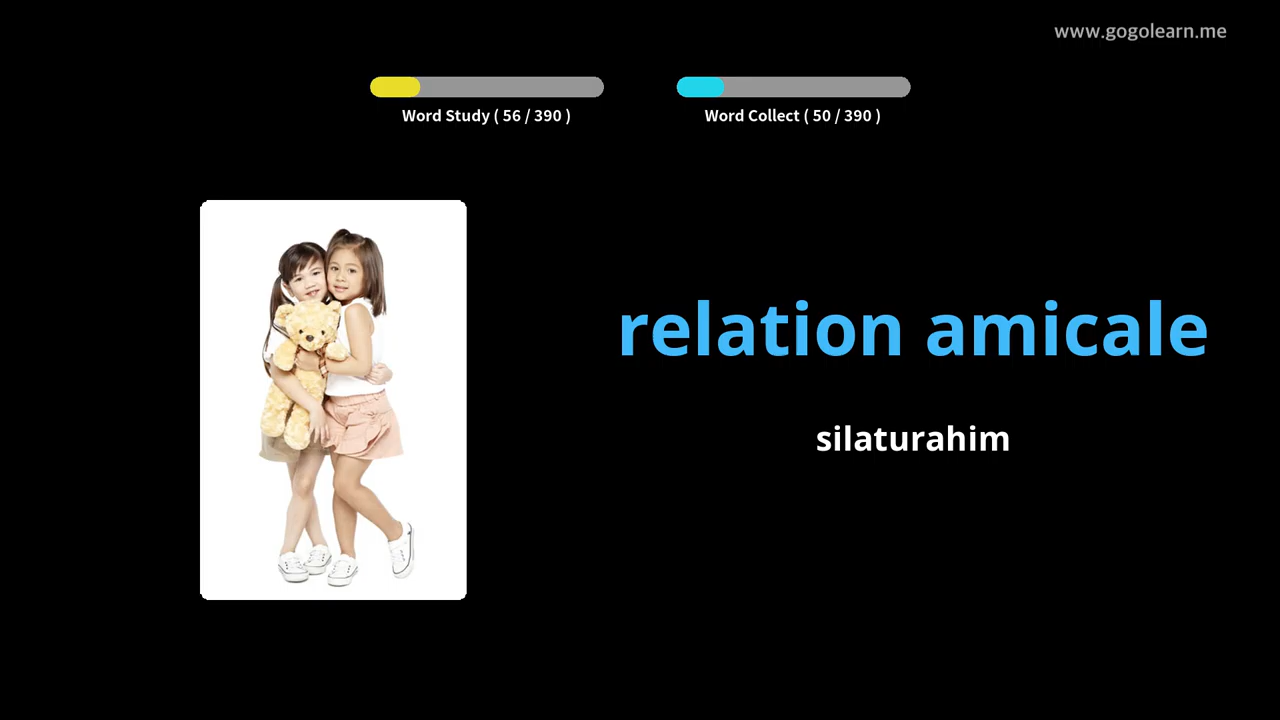 www.gogolearn.me
Word Study ( 56 / 390 )
Word Collect ( 50 / 390 )
relation amicale
silaturahim